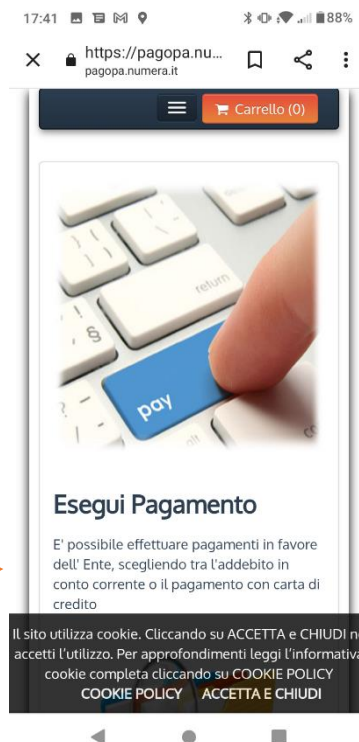 17:41
88%
https://pagopa.nu...
pagopa.numera.it
Carrello (0)
return
§
pay
alt
Esegui Pagamento
E' possibile effettuare pagamenti in favore
dell' Ente, scegliendo tra l'addebito in
conto corrente o il pagamento con carta di
credito
Il sito utilizza cookie. Cliccando su ACCETTA e CHIUDI n
accetti l'utilizzo. Per approfondimenti leggi l'informativa
cookie completa cliccando su COOKIE POLICY
COOKIE POLICY ACCETTA E CHIUDI